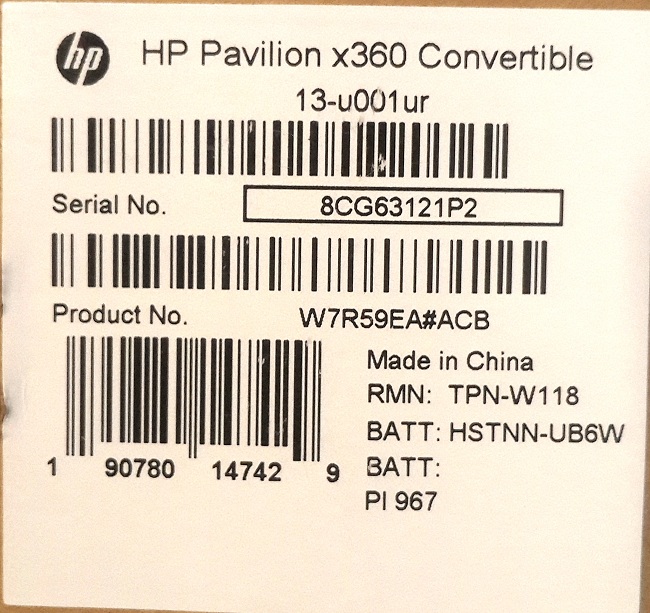 hp HP Pavilion x360 Convertible
13-u001ur
Serial No. 8CG63121P2
Product No. W7R59EA#ACB
Made in China
RMN: TPN-W118
BATT: HSTNN-UB6W
BATT:
PI 967
1 90780 14742 9